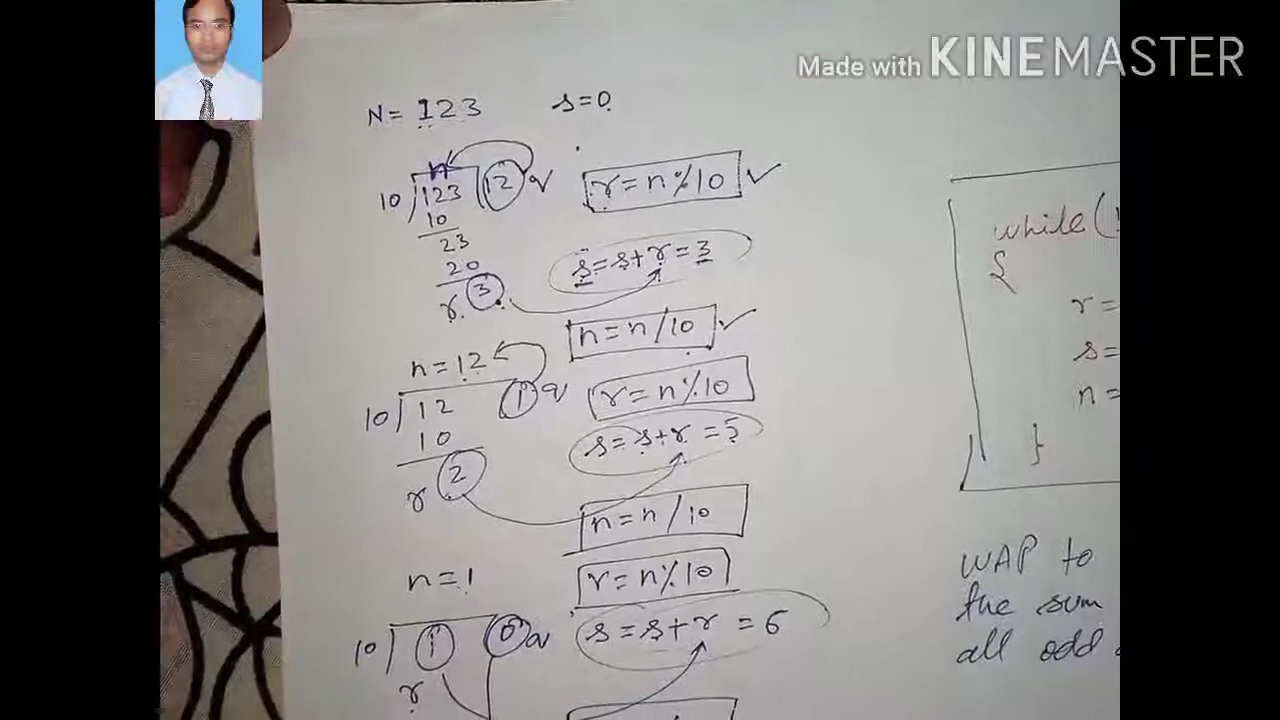 Made with KINEMASTER
N = 123 s=0
n
10 123 12 q r = n%10
10
23
20
r 3 s=s+r=3
n=n/10
n=12
10 12 1 q r=n%10
10 s=s+r=5
r 2
n=n/10
n=1 r=n%10
10 1 0 q s=s+r=6
r
while(
{
r=
s=
n=
}
WAP to
the sum
all odd